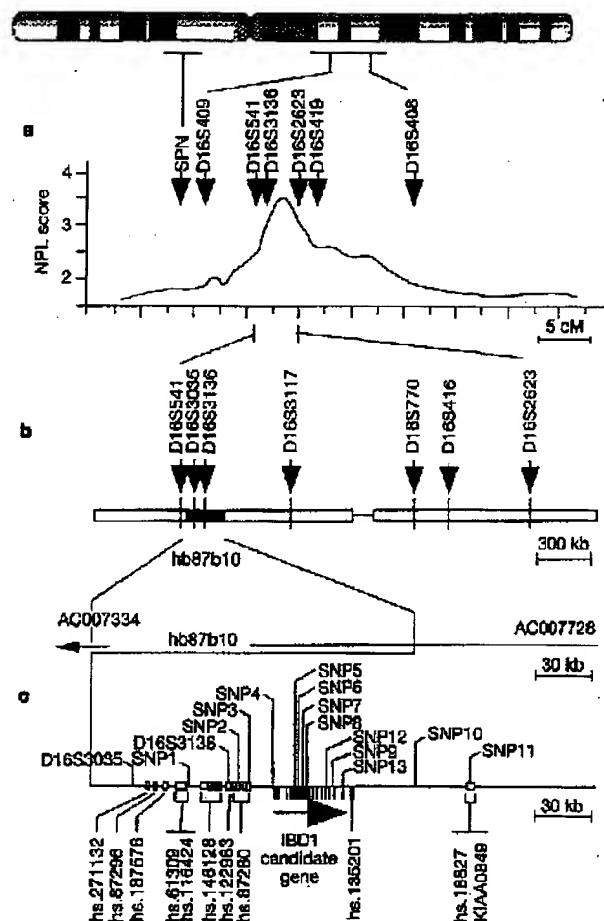 a
SPN
D16S409
D16S541
D16S3136
D16S2623
D16S419
D16S408
NPL score
4
3
2
5 cM
b
D16S541
D16S3035
D16S3136
D16S3117
D16S770
D16S416
D16S2623
hb87b10
300 kb
AC007334
hb87b10
AC007728
30 kb
c
SNP5
SNP6
SNP4
SNP7
SNP3
SNP8
SNP2
SNP12
SNP10
D16S3136
SNP9
SNP11
D16S3035
SNP1
SNP13
30 kb
hs.271132
hs.87296
hs.187578
hs.61309
hs.116424
hs.146128
hs.122983
hs.87280
IBD1
candidate
gene
hs.135201
hs.18827
KIAA0849